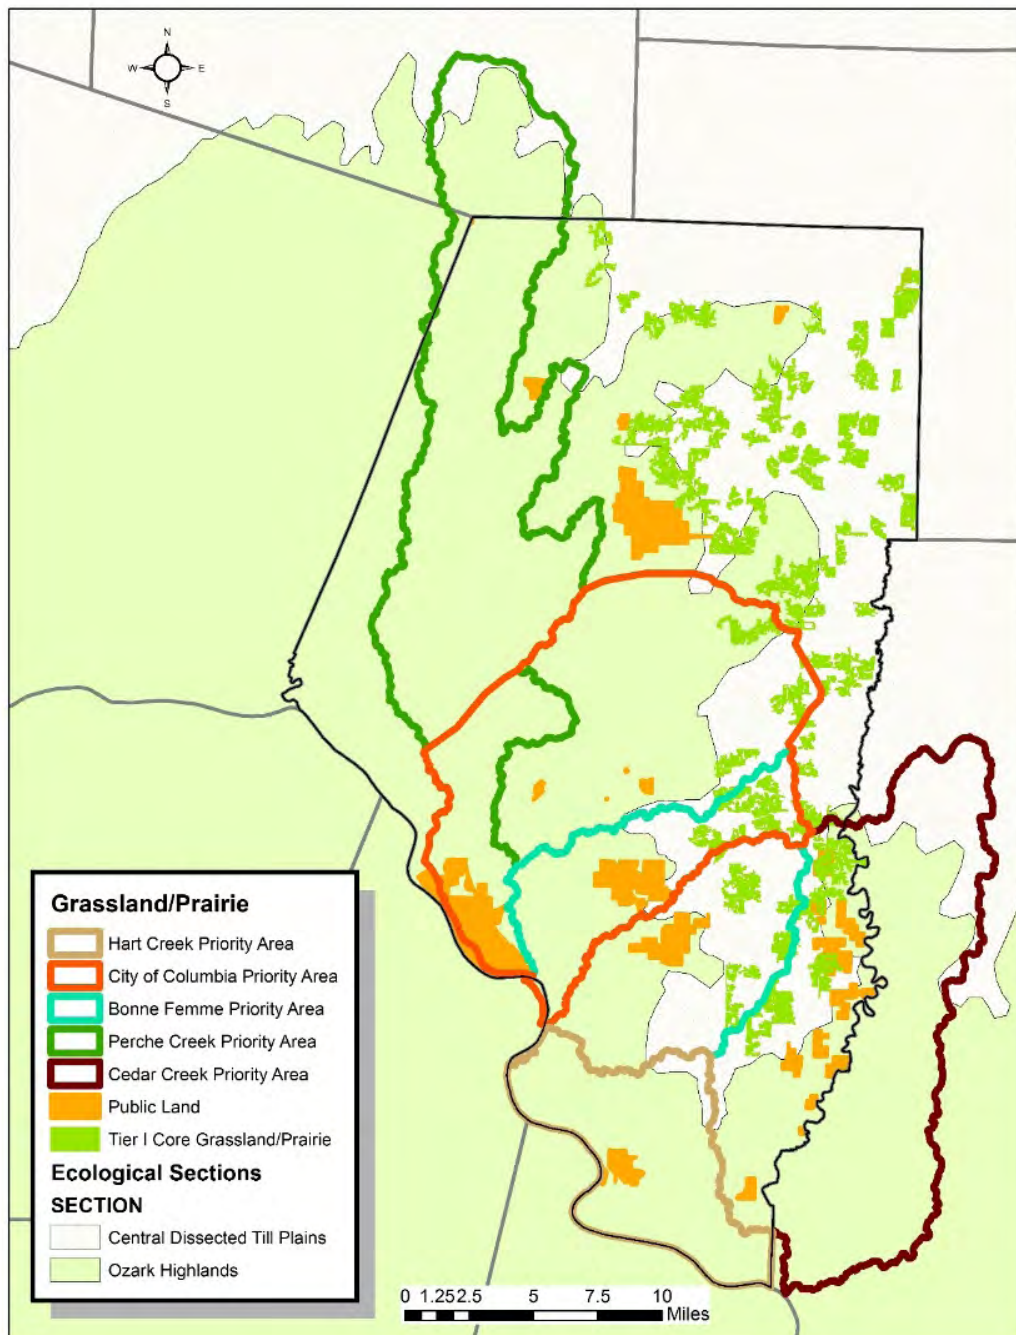 N
W E
S
Grassland/Prairie
Hart Creek Priority Area
City of Columbia Priority Area
Bonne Femme Priority Area
Perche Creek Priority Area
Cedar Creek Priority Area
Public Land
Tier I Core Grassland/Prairie
Ecological Sections
SECTION
Central Dissected Till Plains
Ozark Highlands
0 1.25 2.5 5 7.5 10
Miles